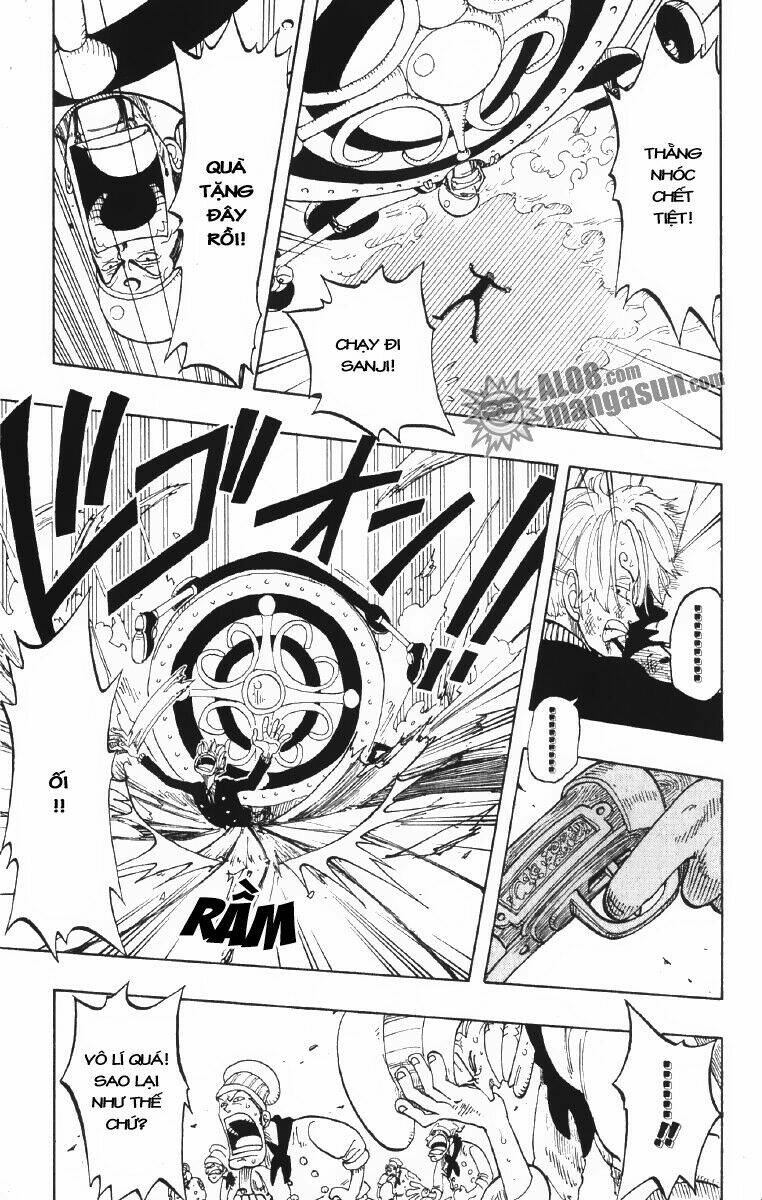 THẰNG
NHÓC
CHẾT
TIỆT!
QUÀ
TẶNG
ĐÂY
RỒI!
CHẠY ĐI
SANJI!
ALO8.com
mangasun.com
ドゴオォン!!
ỐI
!!
RẦM
!!
VÔ LÍ QUÁ!
SAO LẠI
NHƯ THẾ
CHỨ?